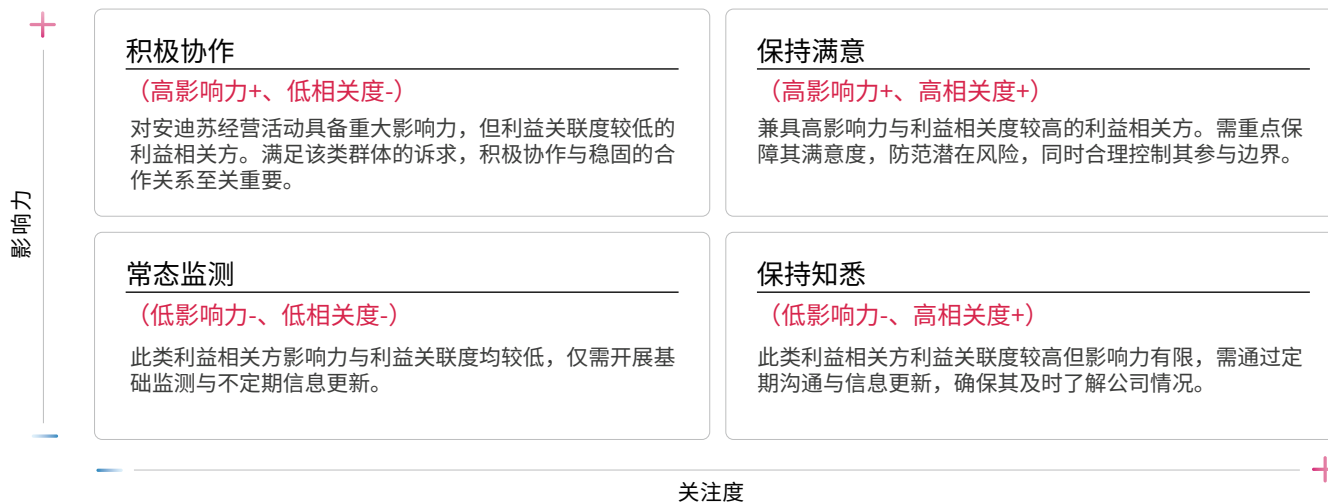 积极协作
（高影响力+、低相关度-）
对安迪苏经营活动具备重大影响力，但利益关联度较低的
利益相关方。满足该类群体的诉求，积极协作与稳固的合
作关系至关重要。
保持满意
（高影响力+、高相关度+）
兼具高影响力与利益相关度较高的利益相关方。需重点保
障其满意度，防范潜在风险，同时合理控制其参与边界。
影响力
常态监测
（低影响力-、低相关度-）
此类利益相关方影响力与利益关联度均较低，仅需开展基
础监测与不定期信息更新。
保持知悉
（低影响力-、高相关度+）
此类利益相关方利益关联度较高但影响力有限，需通过定
期沟通与信息更新，确保其及时了解公司情况。
关注度